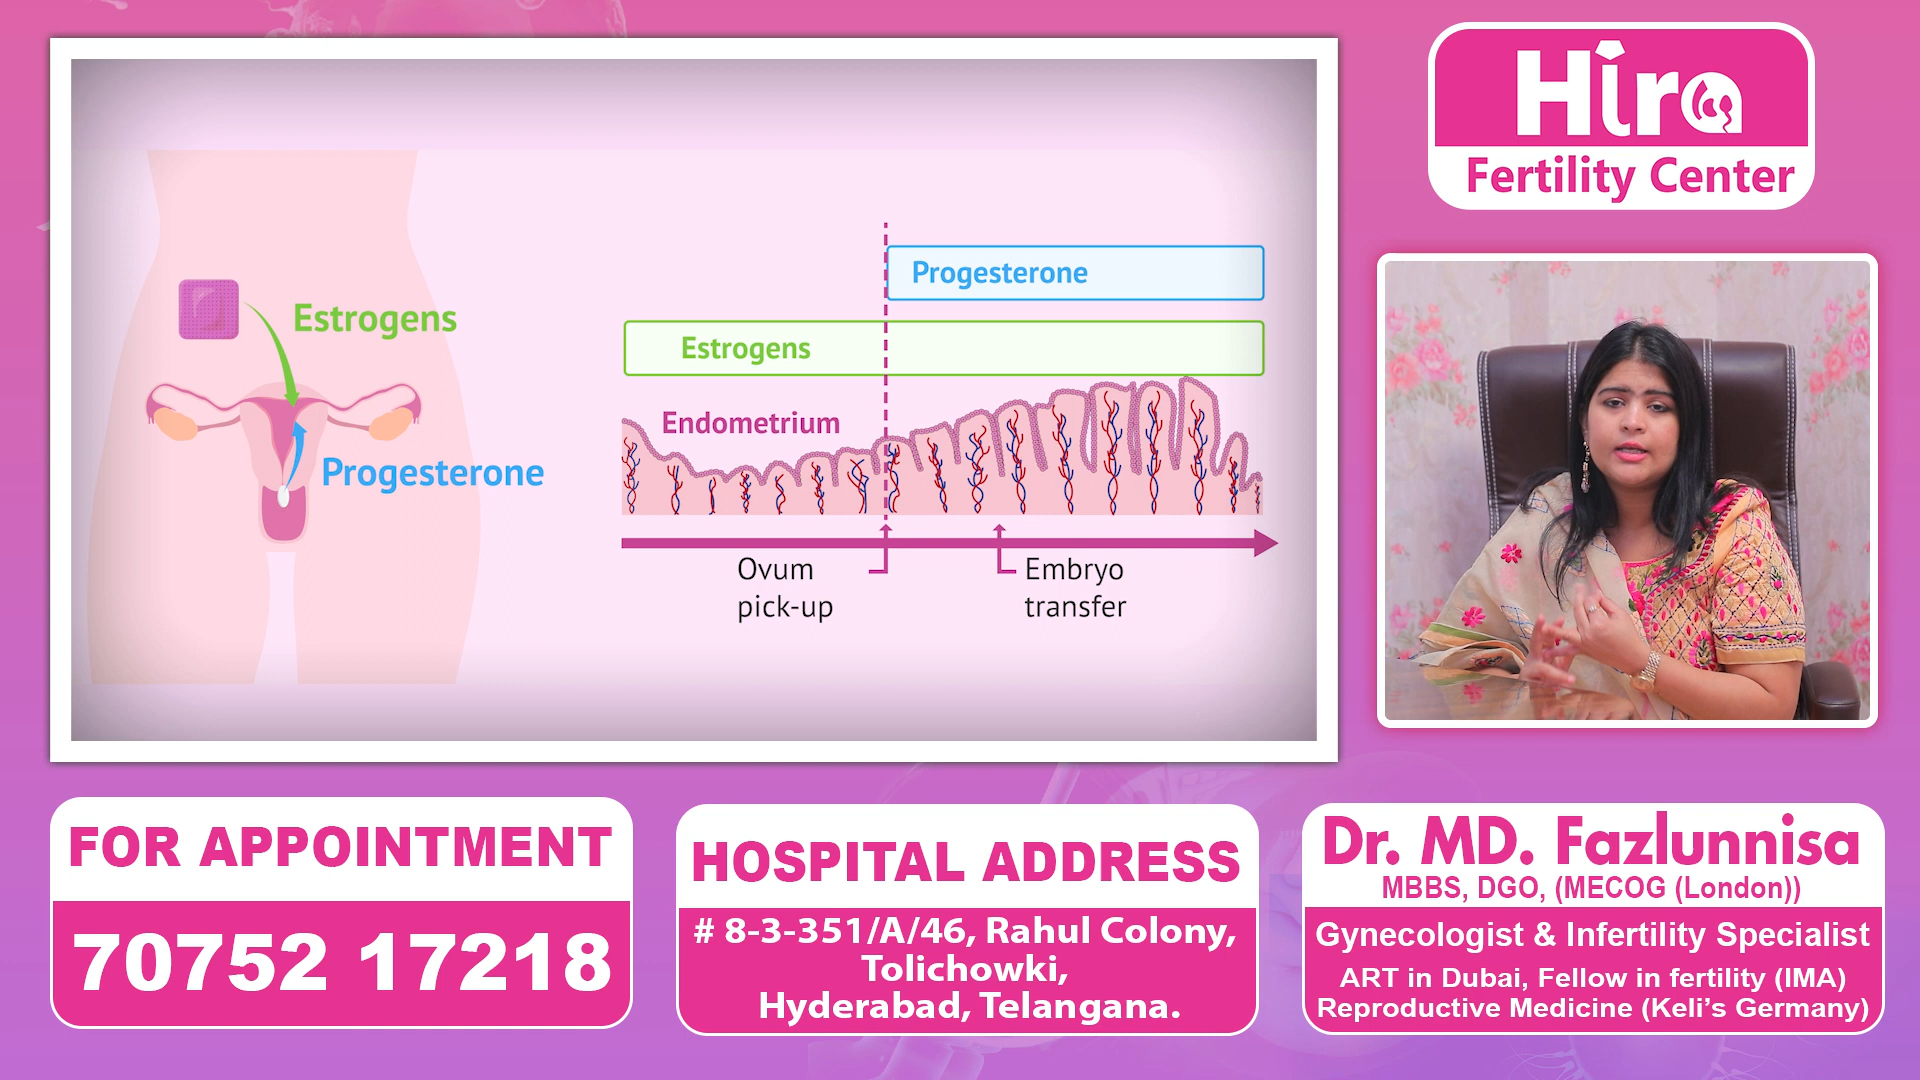 Hira
Fertility Center
Progesterone
Estrogens
Estrogens
Endometrium
Progesterone
Ovum
pick-up
Embryo
transfer
FOR APPOINTMENT
70752 17218
HOSPITAL ADDRESS
# 8-3-351/A/46, Rahul Colony,
Tolichowki,
Hyderabad, Telangana.
Dr. MD. Fazlunnisa
MBBS, DGO, (MECOG (London))
Gynecologist & Infertility Specialist
ART in Dubai, Fellow in fertility (IMA)
Reproductive Medicine (Keli's Germany)